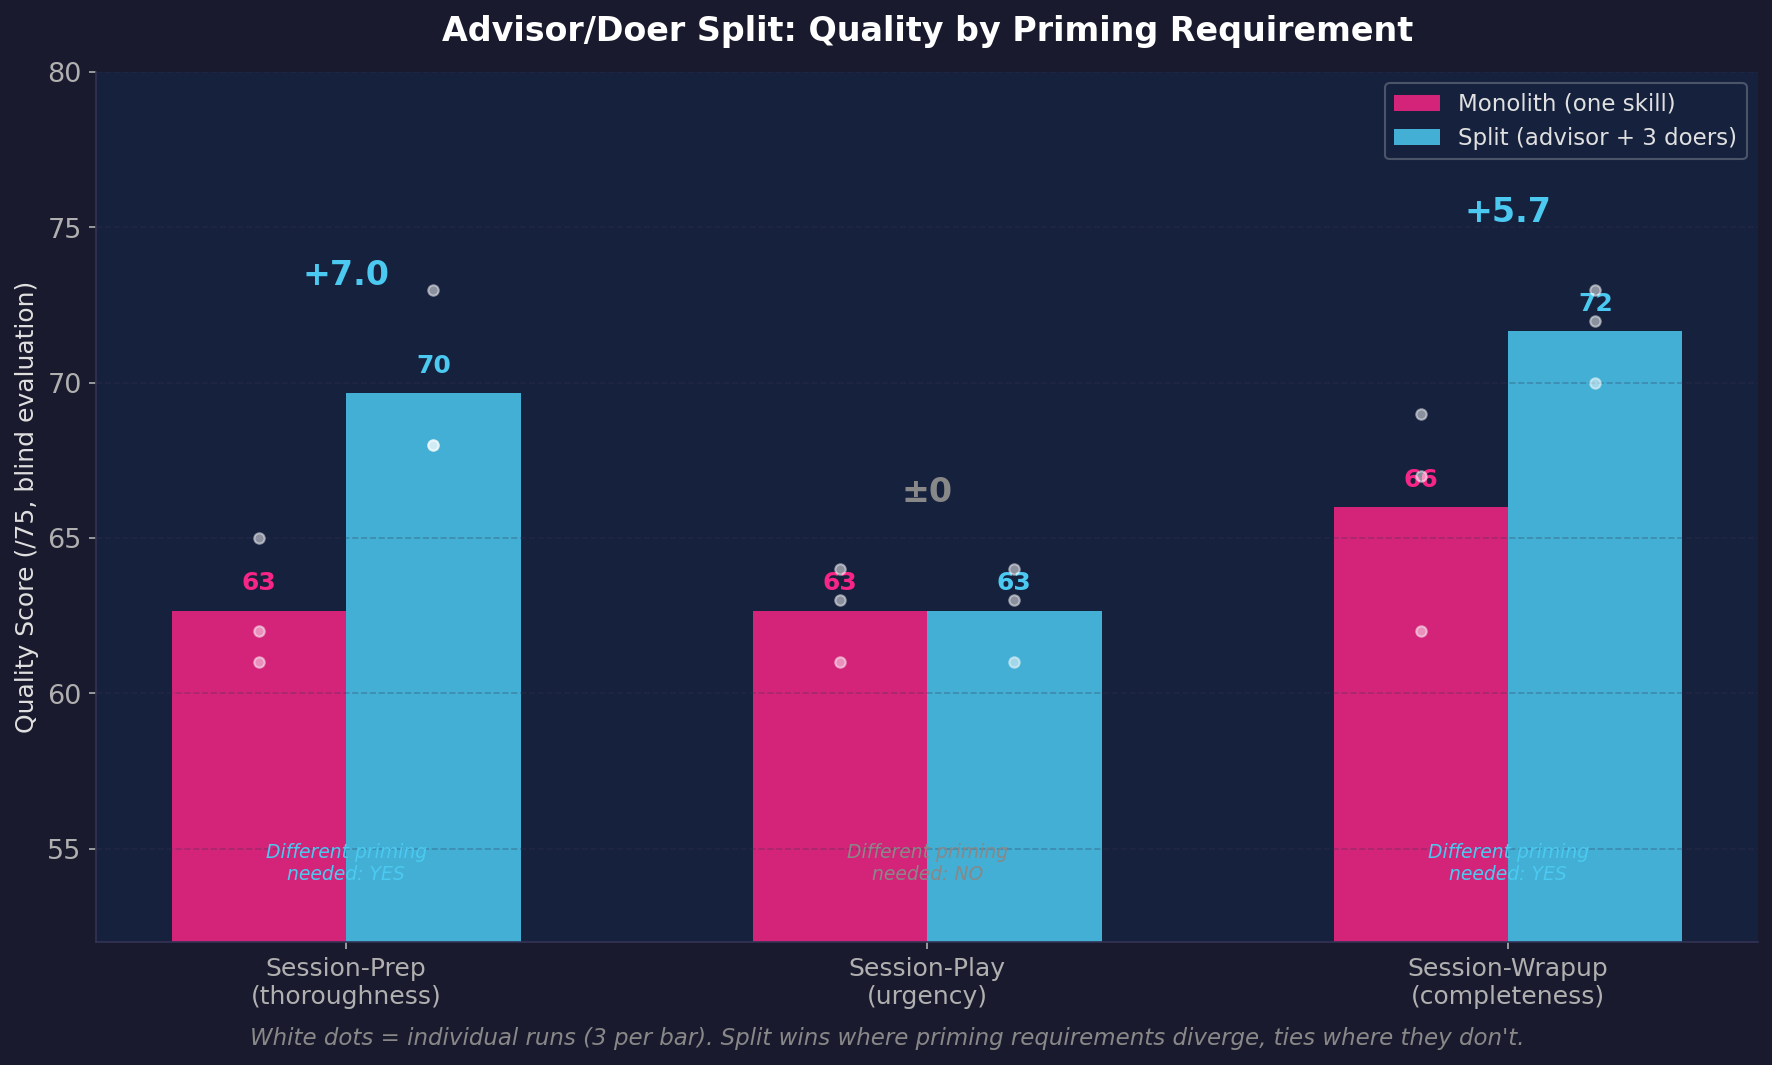 Advisor/Doer Split: Quality by Priming Requirement
Quality Score (/75, blind evaluation)
80
75
70
65
60
55
Monolith (one skill)
Split (advisor + 3 doers)
+7.0
±0
+5.7
63
70
63
63
66
72
Different priming
needed: YES
Different priming
needed: NO
Different priming
needed: YES
Session-Prep
(thoroughness)
Session-Play
(urgency)
Session-Wrapup
(completeness)
White dots = individual runs (3 per bar). Split wins where priming requirements diverge, ties where they don't.